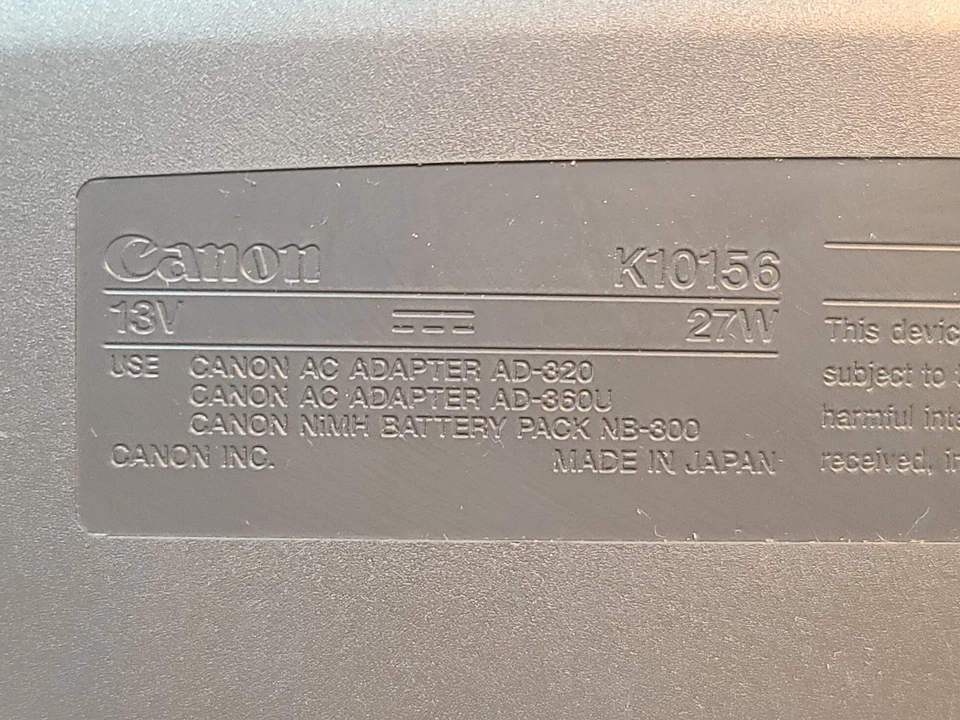 Canon K10156
13V 27W
USE CANON AC ADAPTER AD-320
CANON AC ADAPTER AD-360U
CANON NiMH BATTERY PACK NB-300
CANON INC. MADE IN JAPAN
This devic
subject to
harmful inte
received, in